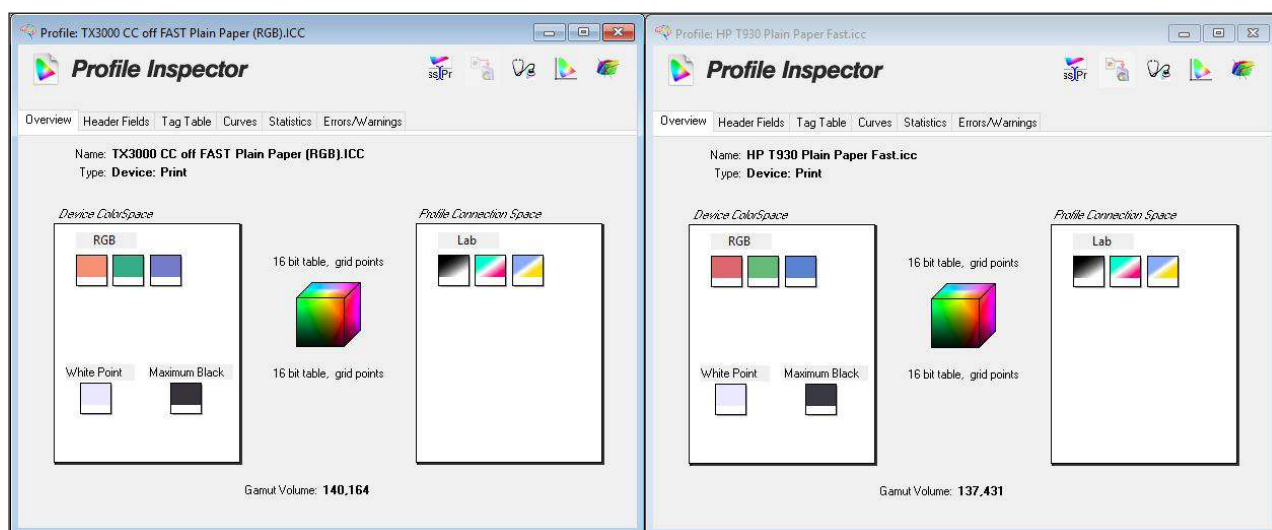 Profile: TX3000 CC off FAST Plain Paper (RGB).ICC
Profile Inspector
Overview Header Fields Tag Table Curves Statistics Errors/Warnings
Name: TX3000 CC off FAST Plain Paper (RGB).ICC
Type: Device: Print
Device ColorSpace
Profile Connection Space
RGB
Lab
16 bit table, grid points
White Point
Maximum Black
16 bit table, grid points
Gamut Volume: 140,164
Profile: HP T930 Plain Paper Fast.icc
Profile Inspector
Overview Header Fields Tag Table Curves Statistics Errors/Warnings
Name: HP T930 Plain Paper Fast.icc
Type: Device: Print
Device ColorSpace
Profile Connection Space
RGB
Lab
16 bit table, grid points
White Point
Maximum Black
16 bit table, grid points
Gamut Volume: 137,431